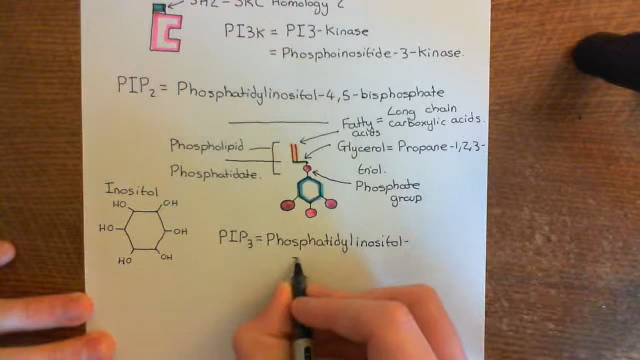 SH2 - SRC Homology 2
PI3K = PI3-Kinase
= Phosphoinositide-3-kinase.
PIP2 = Phosphatidylinositol-4,5-bisphosphate
Fatty acids = Long chain carboxylic acids.
Phospholipid
Glycerol = Propane-1,2,3-triol.
Phosphatidate.
Phosphate group
Inositol
HO OH
HO OH
HO OH
PIP3 = Phosphatidylinositol-